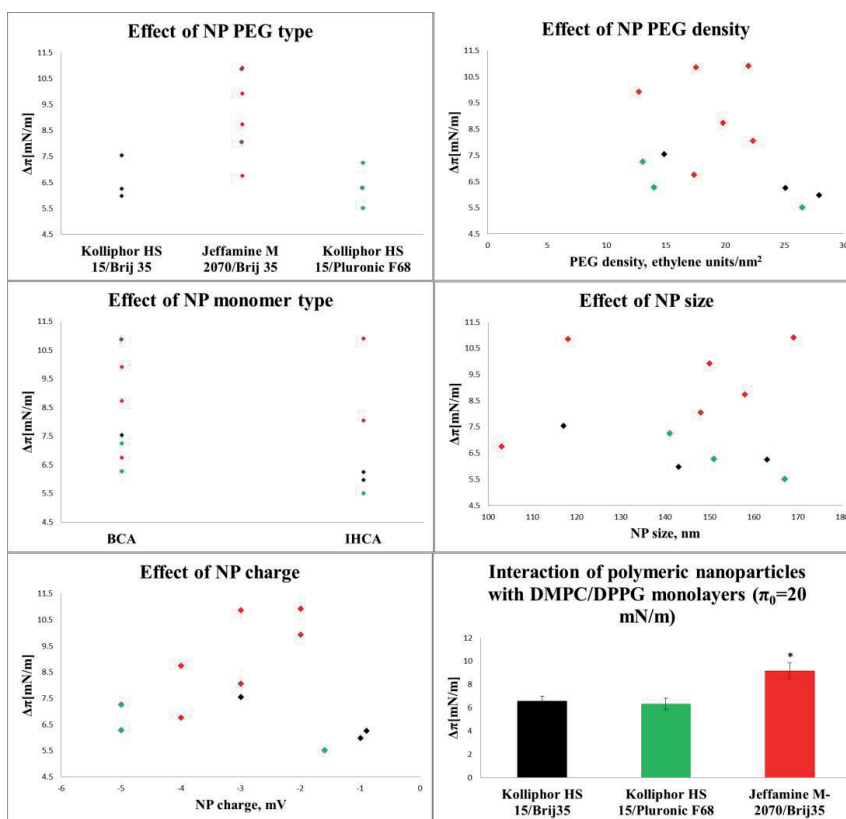 Effect of NP PEG type
11.5
10.5
9.5
8.5
7.5
6.5
5.5
4.5
Δπ[mN/m]
Kolliphor HS
15/Brij 35
Jeffamine M
2070/Brij 35
Kolliphor HS
15/Pluronic F68
Effect of NP PEG density
11.5
10.5
9.5
8.5
7.5
6.5
5.5
4.5
Δπ[mN/m]
0 5 10 15 20 25 30
PEG density, ethylene units/nm²
Effect of NP monomer type
11.5
10.5
9.5
8.5
7.5
6.5
5.5
4.5
Δπ[mN/m]
BCA IHCA
Effect of NP size
11.5
10.5
9.5
8.5
7.5
6.5
5.5
4.5
Δπ[mN/m]
100 110 120 130 140 150 160 170 180
NP size, nm
Effect of NP charge
11.5
10.5
9.5
8.5
7.5
6.5
5.5
4.5
Δπ[mN/m]
-6 -5 -4 -3 -2 -1 0
NP charge, mV
Interaction of polymeric nanoparticles
with DMPC/DPPG monolayers (π₀=20
mN/m)
12
10
8
6
4
2
0
Δπ[mN/m]
*
Kolliphor HS
15/Brij35
Kolliphor HS
15/Pluronic F68
Jeffamine M-
2070/Brij35